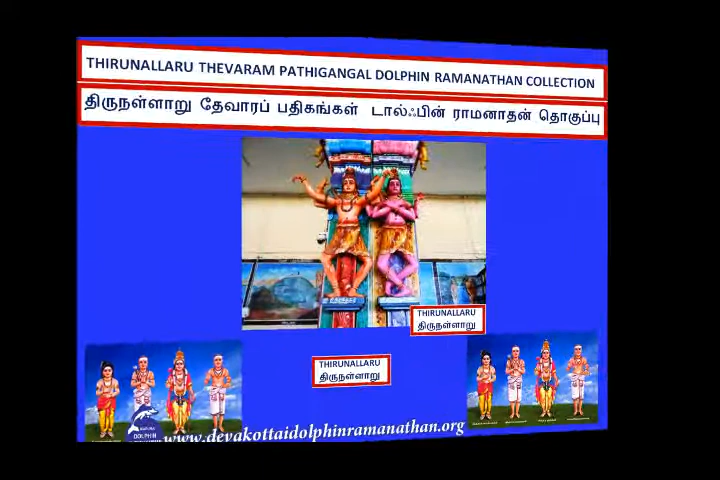 THIRUNALLARU THEVARAM PATHIGANGAL DOLPHIN RAMANATHAN COLLECTION
திருநள்ளாறு தேவாரப் பதிகங்கள் டால்ஃபின் ராமனாதன் தொகுப்பு
THIRUNALLARU
திருநள்ளாறு
THIRUNALLARU
திருநள்ளாறு
DOLPHIN
www.devakottaidolphinramanathan.org